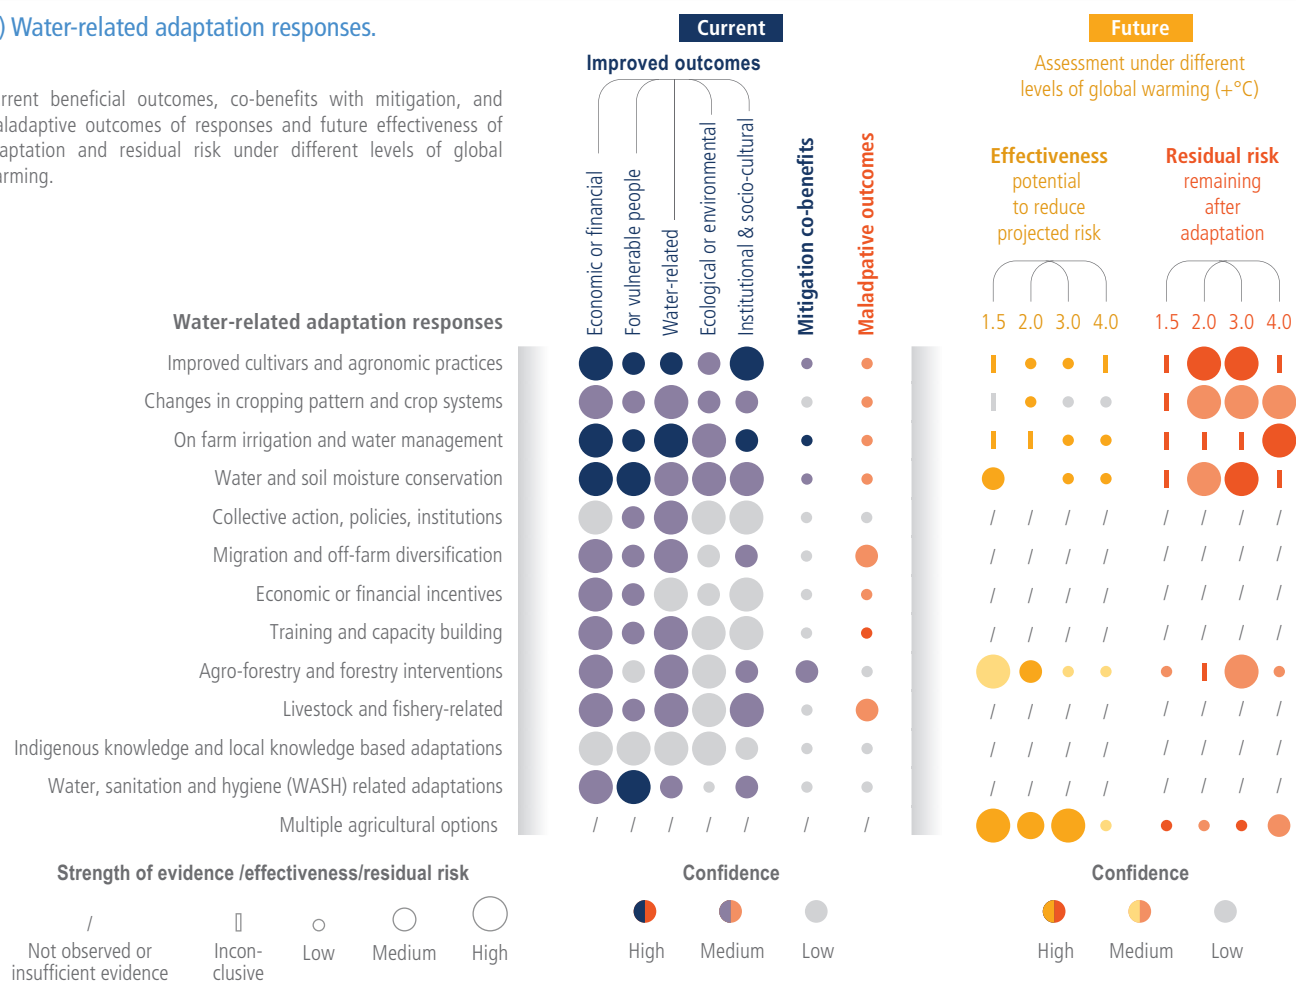 ) Water-related adaptation responses.
rrent beneficial outcomes, co-benefits with mitigation, and
aladaptive outcomes of responses and future effectiveness of
aptation and residual risk under different levels of global
arming.
Current
Improved outcomes
Economic or financial
For vulnerable people
Water-related
Ecological or environmental
Institutional & socio-cultural
Mitigation co-benefits
Maladpative outcomes
Future
Assessment under different
levels of global warming (+°C)
Effectiveness
potential
to reduce
projected risk
Residual risk
remaining
after
adaptation
1.5 2.0 3.0 4.0
1.5 2.0 3.0 4.0
Water-related adaptation responses
Improved cultivars and agronomic practices
Changes in cropping pattern and crop systems
On farm irrigation and water management
Water and soil moisture conservation
Collective action, policies, institutions
/ / / / / / / /
Migration and off-farm diversification
/ / / / / / / /
Economic or financial incentives
/ / / / / / / /
Training and capacity building
/ / / / / / / /
Agro-forestry and forestry interventions
Livestock and fishery-related
/ / / / / / / /
Indigenous knowledge and local knowledge based adaptations
/ / / / / / / /
Water, sanitation and hygiene (WASH) related adaptations
/ / / / / / / /
Multiple agricultural options
/ / / / / / /
Strength of evidence /effectiveness/residual risk
/
Not observed or
insufficient evidence
Incon-
clusive
Low
Medium
High
Confidence
High
Medium
Low
Confidence
High
Medium
Low